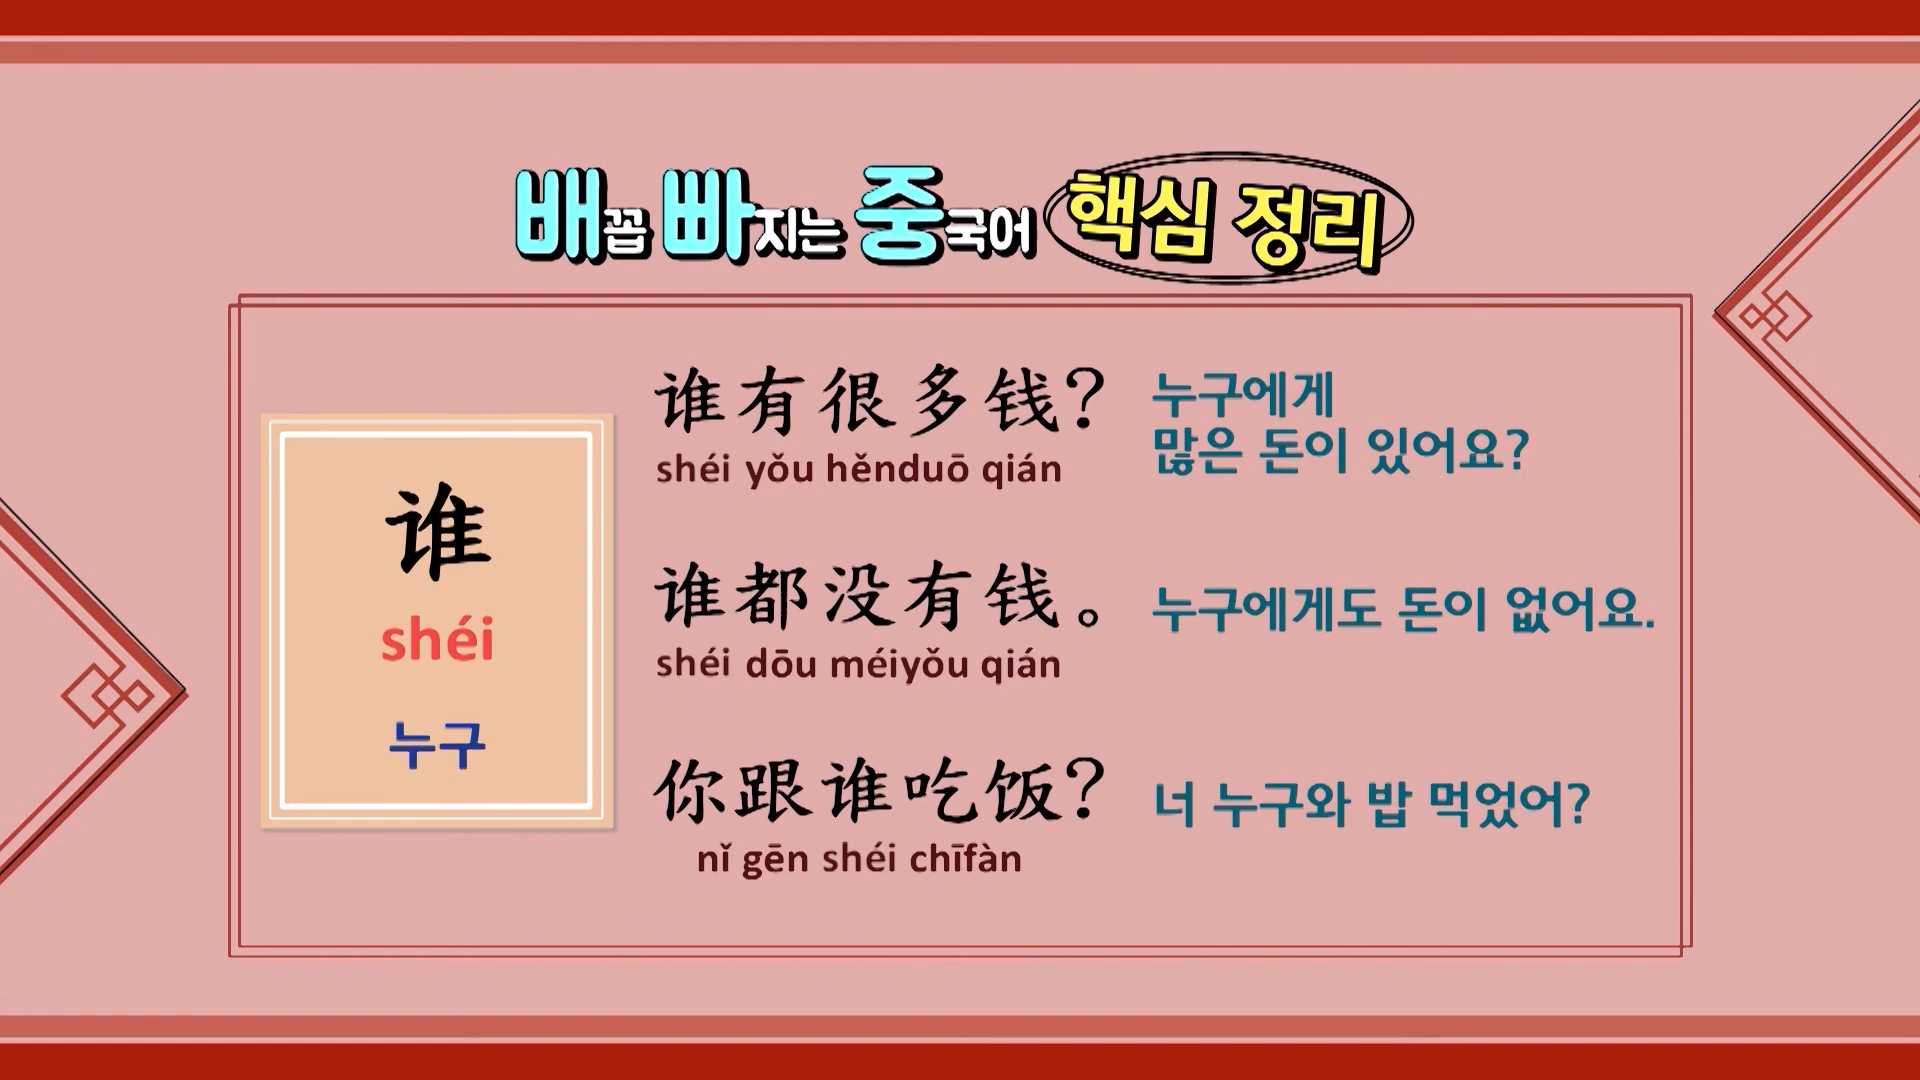 배꼽 빠지는 중국어 핵심 정리
谁
shéi
누구
谁有很多钱?
shéi yǒu hěnduō qián
누구에게
많은 돈이 있어요?
谁都没有钱。
shéi dōu méiyǒu qián
누구에게도 돈이 없어요.
你跟谁吃饭?
nǐ gēn shéi chīfàn
너 누구와 밥 먹었어?